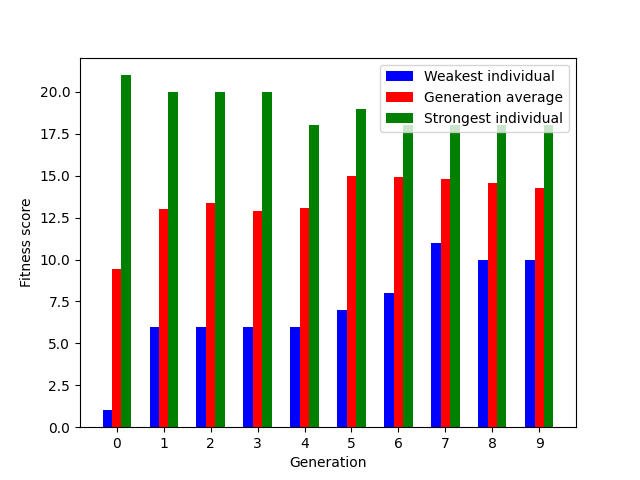 Weakest individual
Generation average
Strongest individual
20.0
17.5
15.0
12.5
10.0
7.5
5.0
2.5
0.0
Fitness score
0 1 2 3 4 5 6 7 8 9
Generation